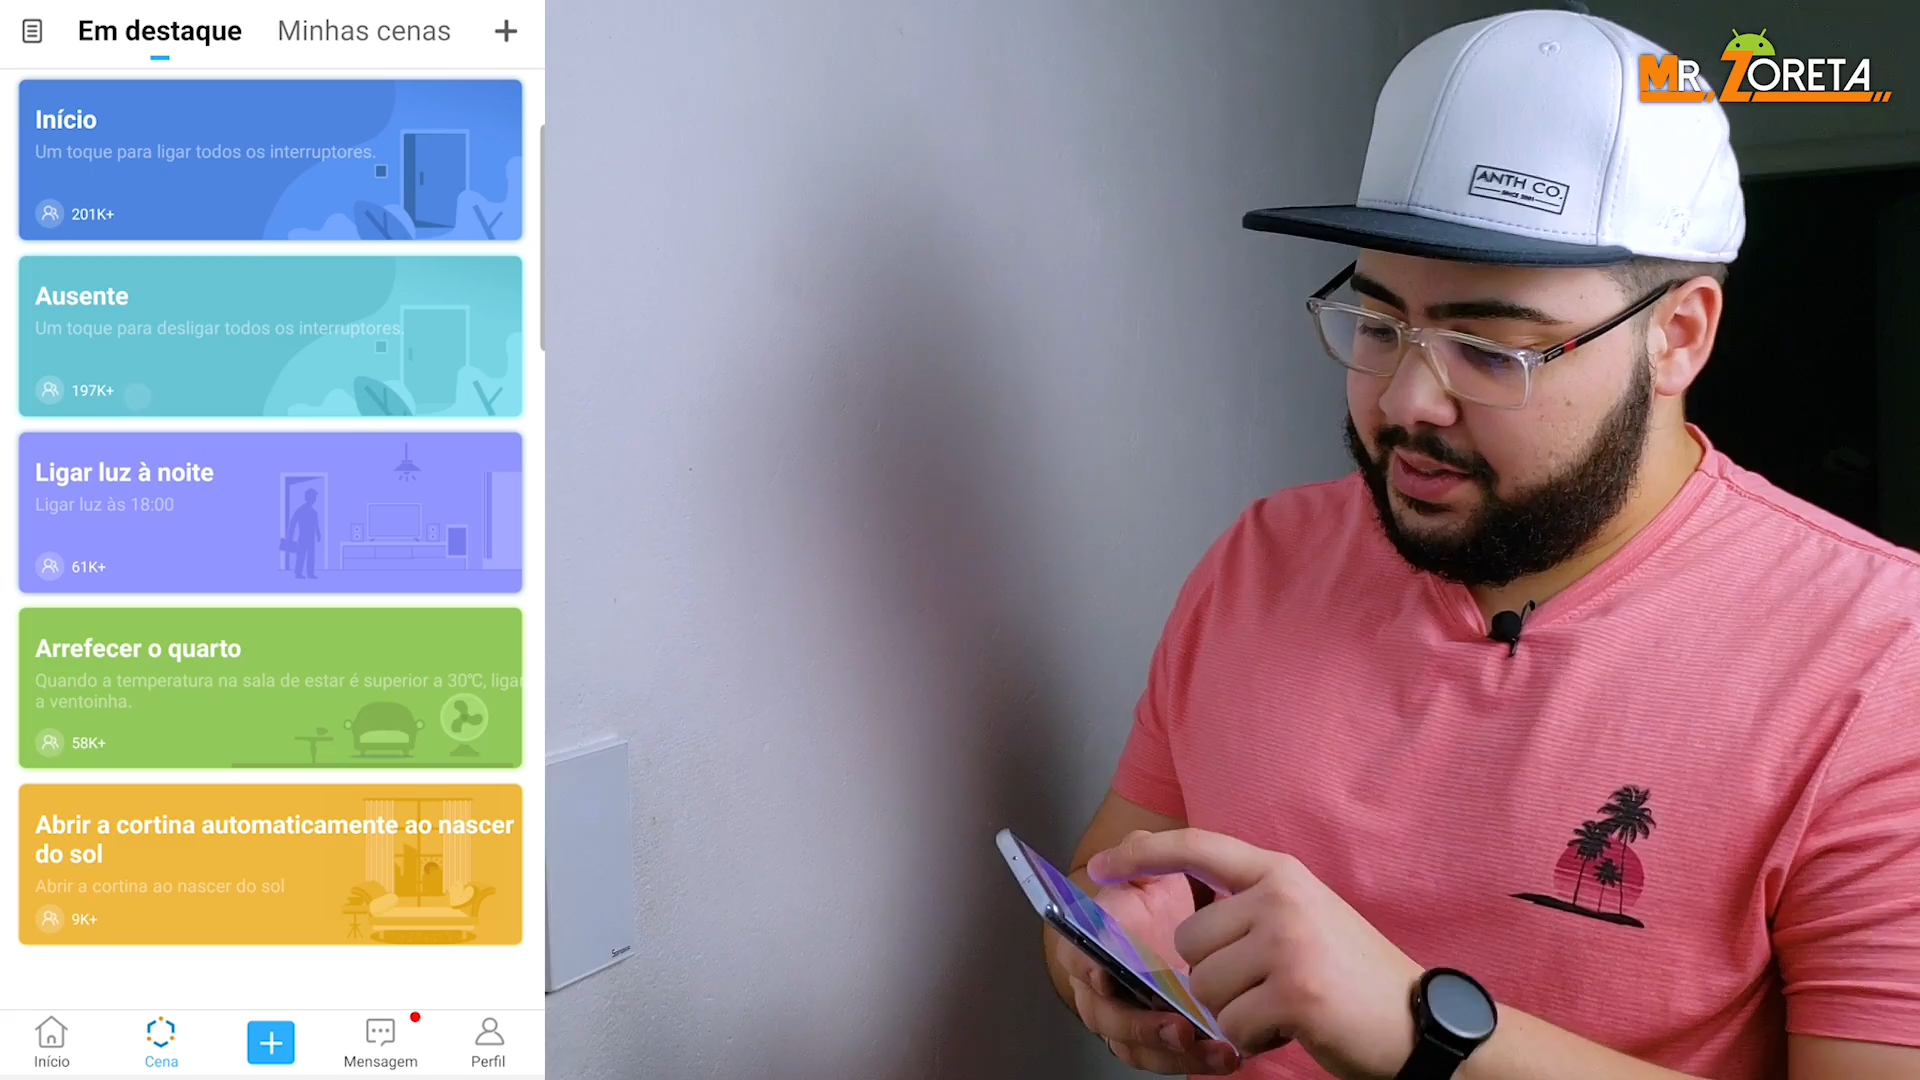 Em destaque
Minhas cenas
Início
Um toque para ligar todos os interruptores.
201K+
Ausente
Um toque para desligar todos os interruptores.
197K+
Ligar luz à noite
Ligar luz às 18:00
61K+
Arrefecer o quarto
Quando a temperatura na sala de estar é superior a 30℃, ligar
a ventoinha.
58K+
Abrir a cortina automaticamente ao nascer
do sol
Abrir a cortina ao nascer do sol
9K+
Início
Cena
Mensagem
Perfil
MR ZORETA
ANTH CO.
SINCE 2001
Sonoff